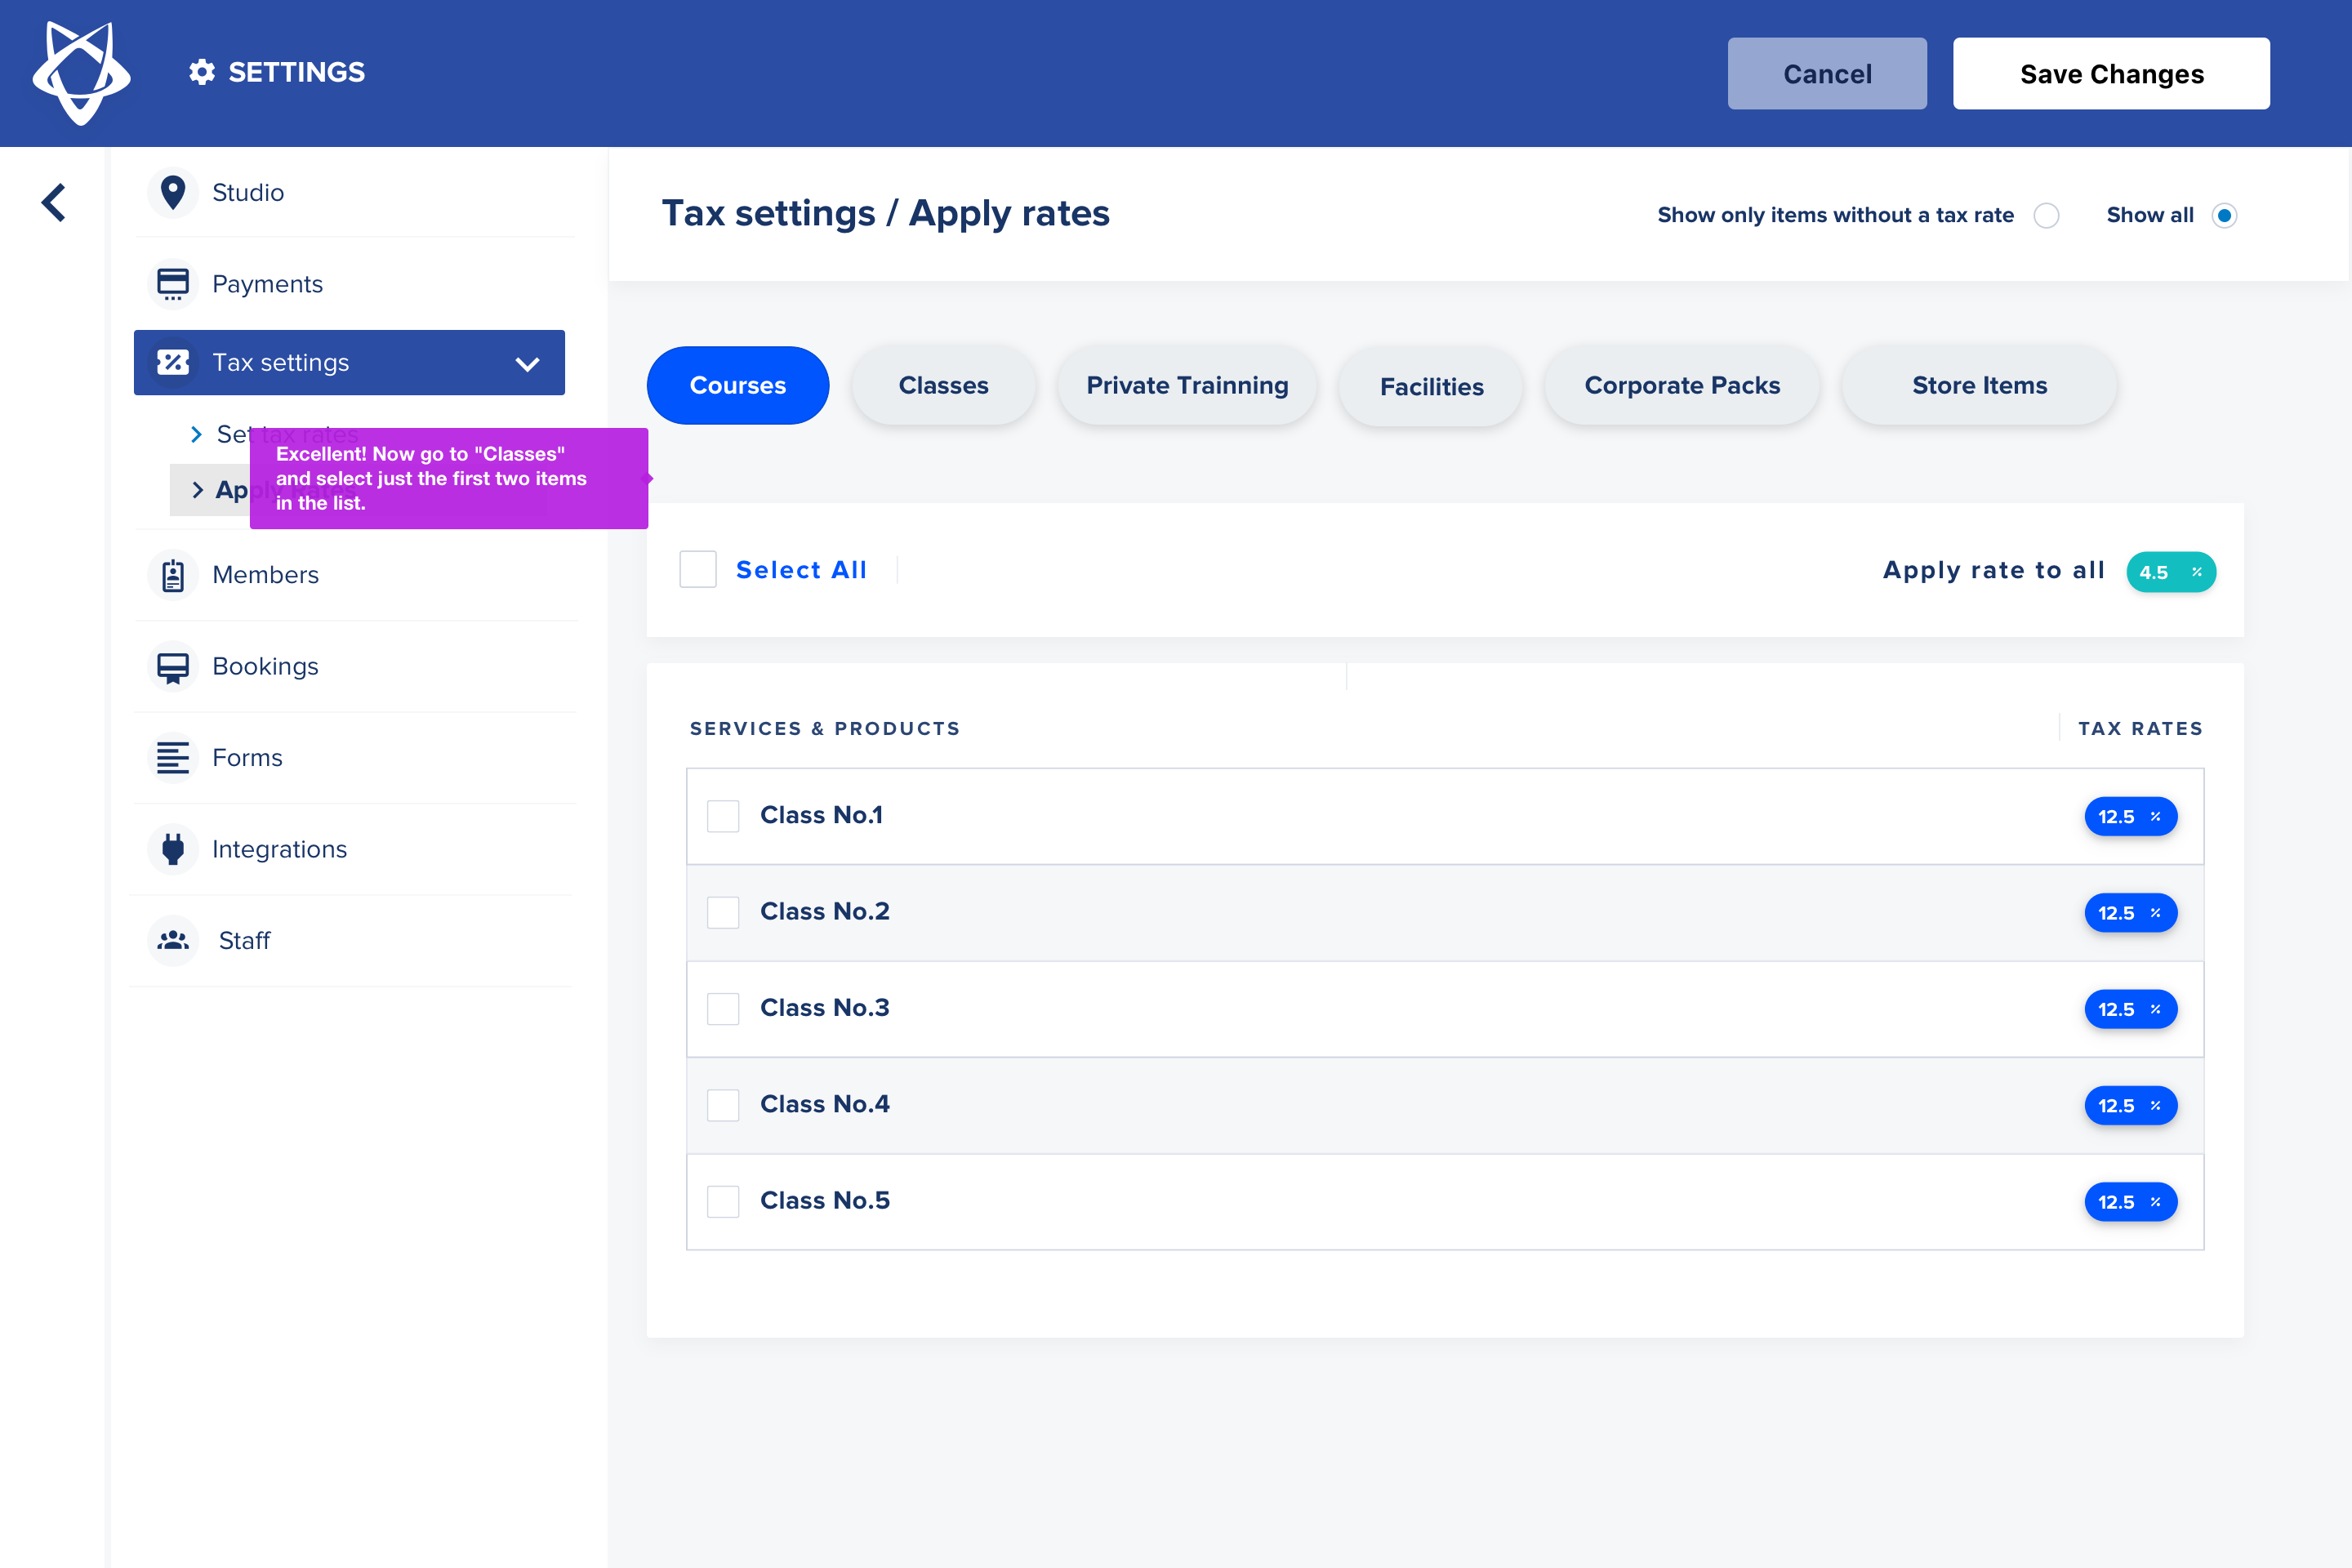 SETTINGS
Cancel
Save Changes
Studio
Payments
Tax settings
Set tax rates
Apply Rates
Excellent! Now go to "Classes"
and select just the first two items
in the list.
Members
Bookings
Forms
Integrations
Staff
Tax settings / Apply rates
Show only items without a tax rate
Show all
Courses
Classes
Private Trainning
Facilities
Corporate Packs
Store Items
Select All
Apply rate to all
4.5 %
SERVICES & PRODUCTS
TAX RATES
Class No.1
12.5 %
Class No.2
12.5 %
Class No.3
12.5 %
Class No.4
12.5 %
Class No.5
12.5 %